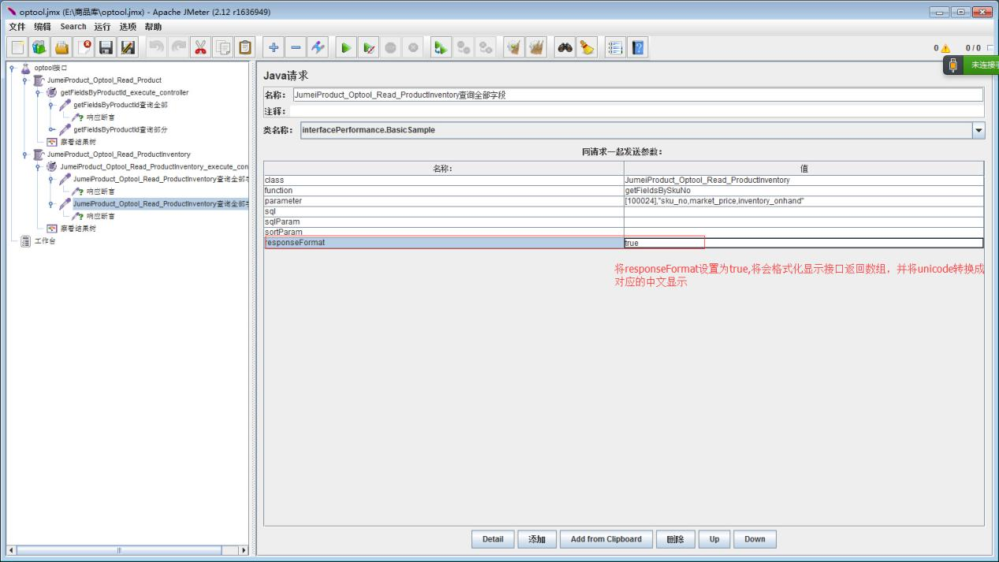 optool.jmx (E:\商品库\optool.jmx) - Apache JMeter (2.12 r1636949)
文件 编辑 Search 运行 选项 帮助
0 0 / 0
未连接手
optool接口
JumeiProduct_Optool_Read_Product
getFieldsByProductId_execute_controller
getFieldsByProductId查询全部
响应断言
getFieldsByProductId查询部分
察看结果树
JumeiProduct_Optool_Read_ProductInventory
JumeiProduct_Optool_Read_ProductInventory_execute_con
JumeiProduct_Optool_Read_ProductInventory查询全部字
响应断言
JumeiProduct_Optool_Read_ProductInventory查询全部字
响应断言
察看结果树
工作台
Java请求
名称: JumeiProduct_Optool_Read_ProductInventory查询全部字段
注释:
类名称: interfacePerformance.BasicSample
同请求一起发送参数:
名称: 值
class JumeiProduct_Optool_Read_ProductInventory
function getFieldsBySkuNo
parameter [100024],"sku_no,market_price,inventory_onhand"
sql
sqlParam
sortParam
responseFormat true
将responseFormat设置为true,将会格式化显示接口返回数组，并将unicode转换成
对应的中文显示
Detail 添加 Add from Clipboard 删除 Up Down